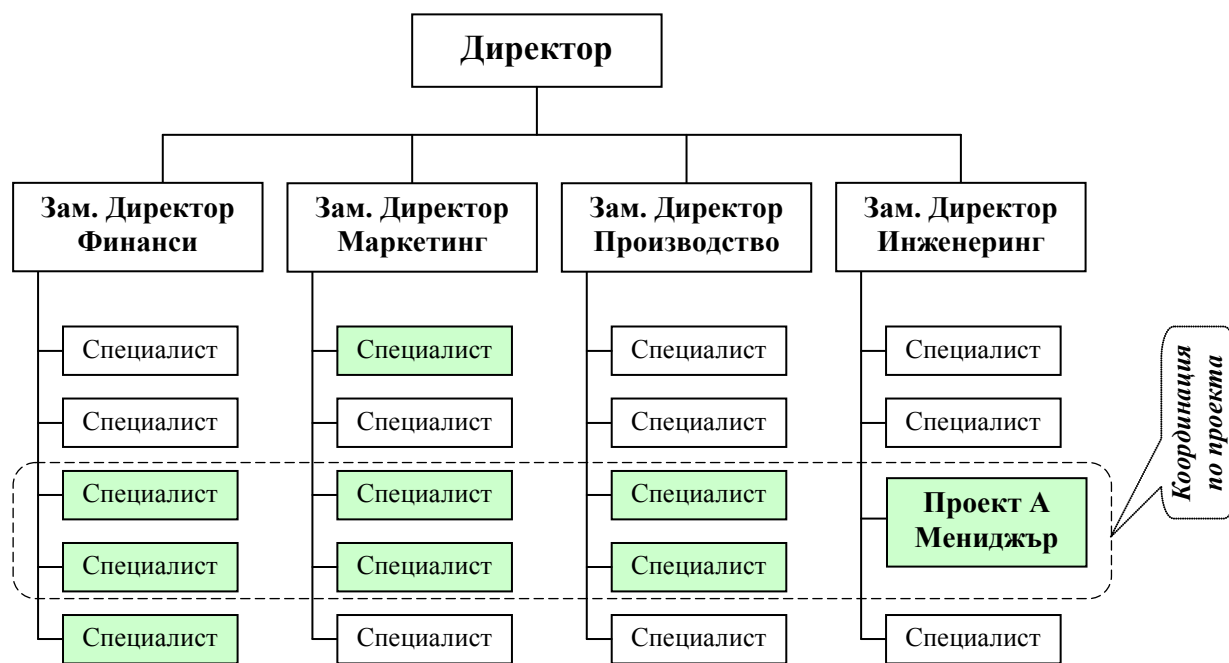 Директор
Зам. Директор
Финанси
Зам. Директор
Маркетинг
Зам. Директор
Производство
Зам. Директор
Инженеринг
Специалист
Специалист
Специалист
Специалист
Специалист
Специалист
Специалист
Специалист
Специалист
Специалист
Специалист
Проект А
Мениджър
Специалист
Специалист
Специалист
Специалист
Специалист
Специалист
Специалист
Координация
по проекта